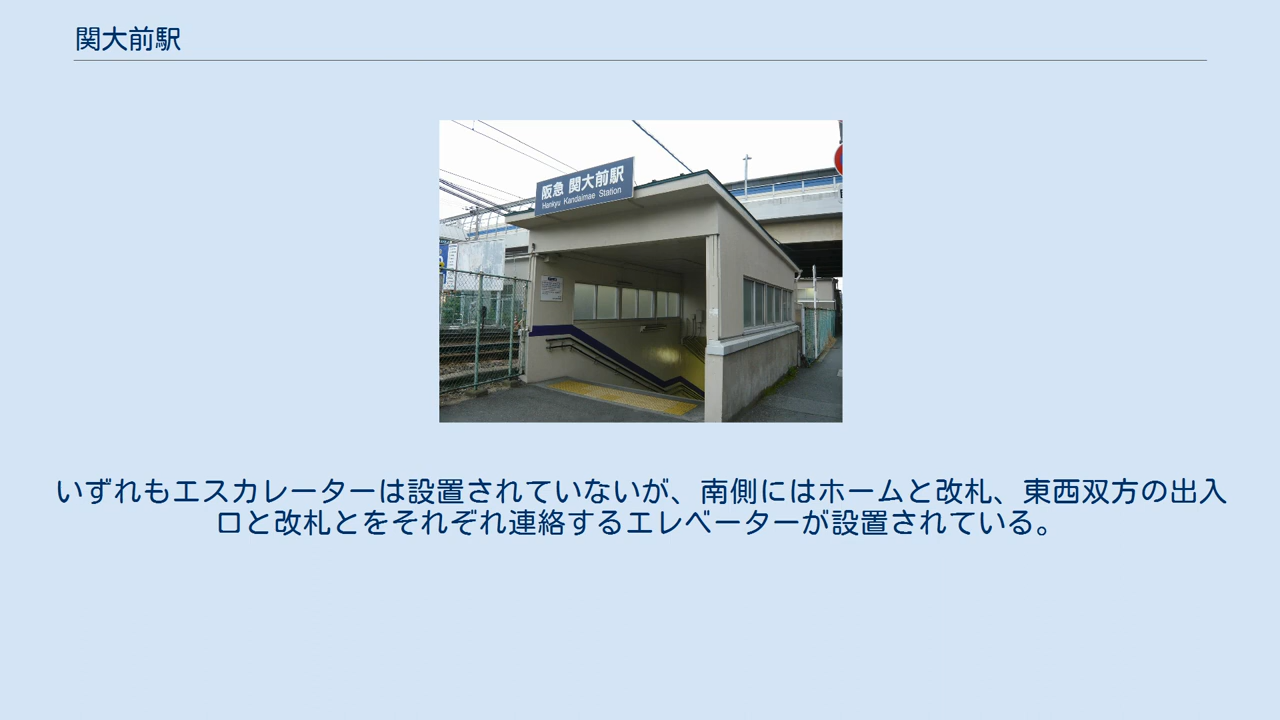 関大前駅
阪急 関大前駅
Hankyu Kandaimae Station
いずれもエスカレーターは設置されていないが、南側にはホームと改札、東西双方の出入
口と改札とをそれぞれ連絡するエレベーターが設置されている。